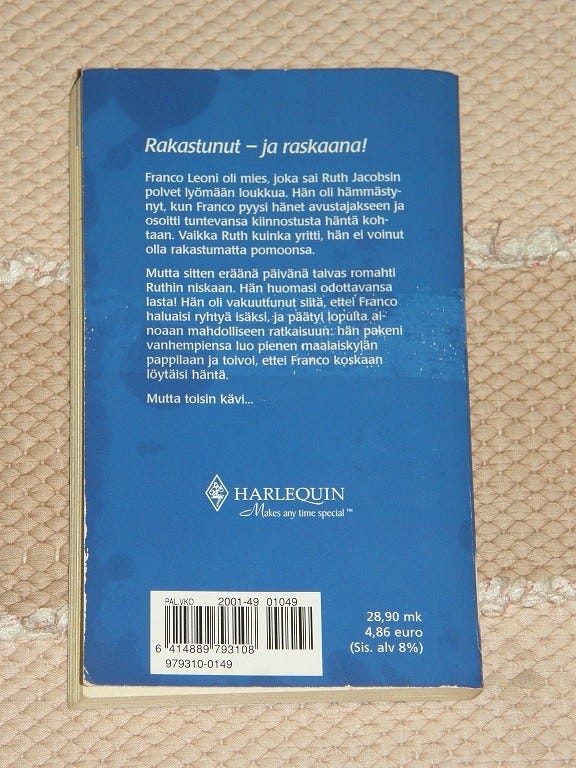 Rakastunut – ja raskaana!
Franco Leoni oli mies, joka sai Ruth Jacobsin
polvet lyömään loukkua. Hän oli hämmästy-
nyt, kun Franco pyysi hänet avustajakseen ja
osoitti tuntevansa kiinnostusta häntä koh-
taan. Vaikka Ruth kuinka yritti, hän ei voinut
olla rakastumatta pomoonsa.
Mutta sitten eräänä päivänä taivas romahti
Ruthin niskaan. Hän huomasi odottavansa
lasta! Hän oli vakuuttunut siitä, ettei Franco
haluaisi ryhtyä isäksi, ja päätyi lopulta ai-
noaan mahdolliseen ratkaisuun: hän pakeni
vanhempiensa luo pienen maalaiskylän
pappilaan ja toivoi, ettei Franco koskaan
löytäisi häntä.
Mutta toisin kävi...
HARLEQUIN
Makes any time special™
PAL.VKO 2001-49 01049
6 414889 793108
979310-0149
28,90 mk
4,86 euro
(Sis. alv 8%)